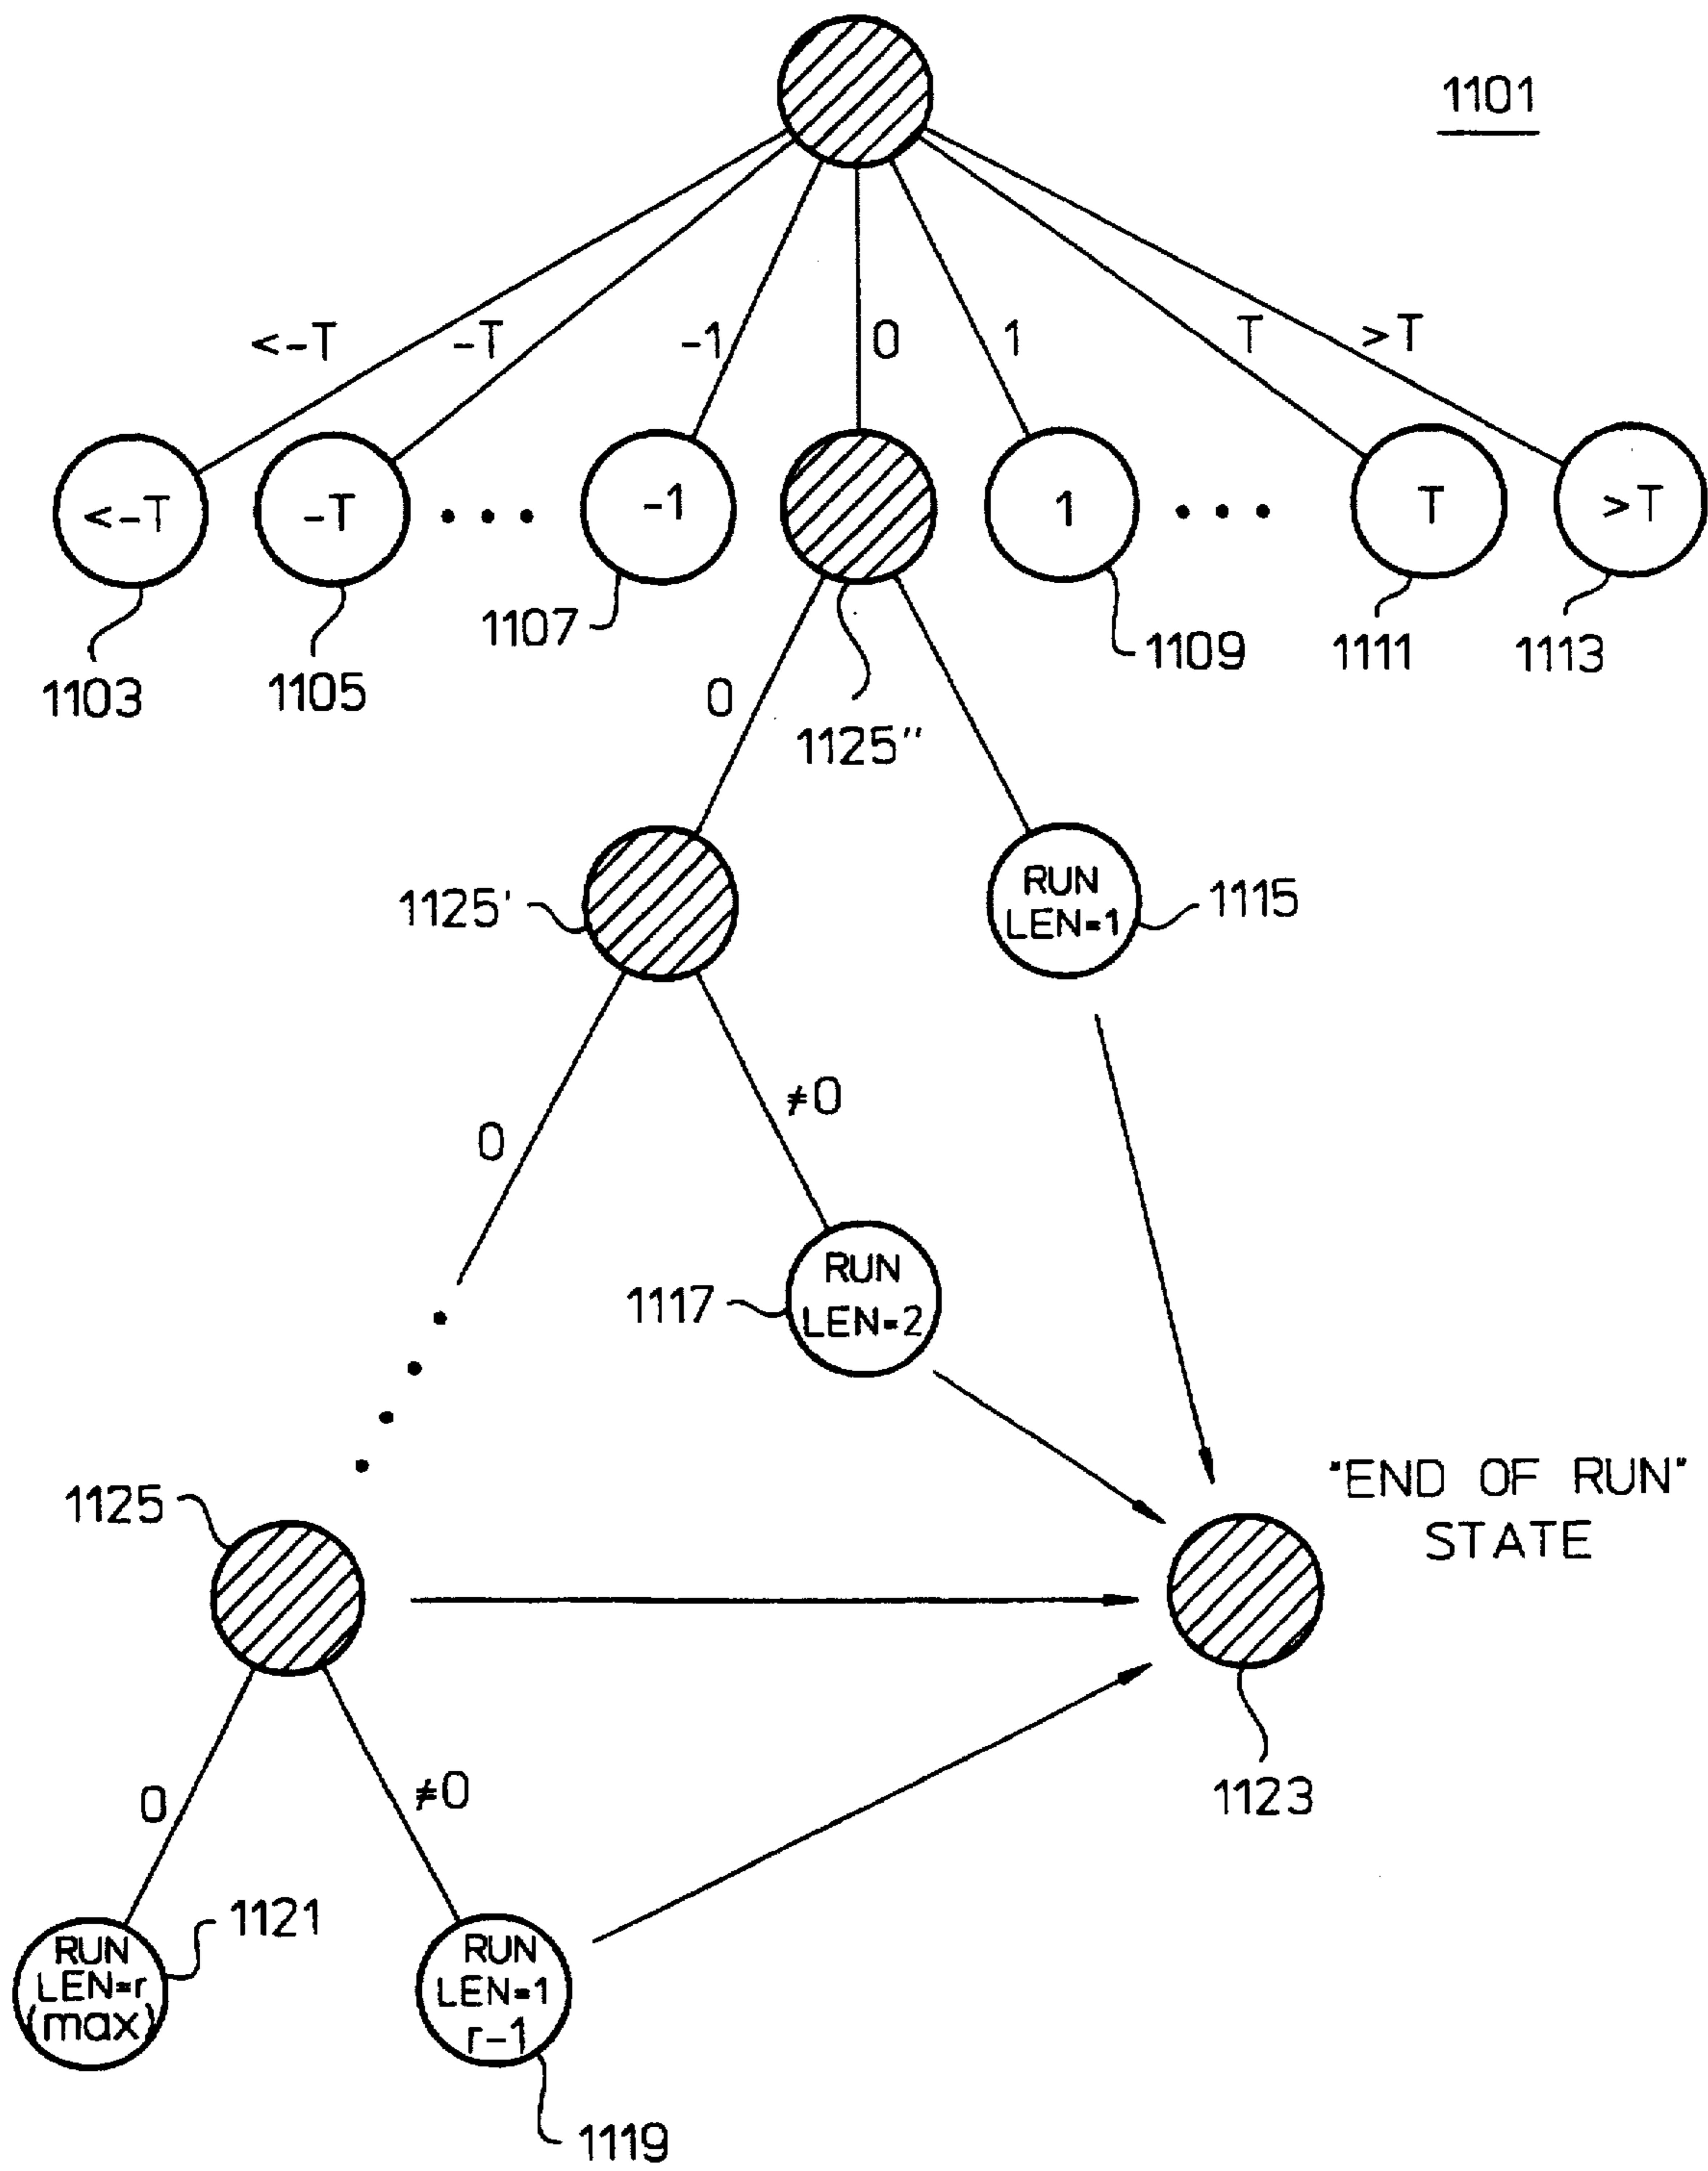 1101
<-T
-T
-1
0
1
T
>T
<-T
-T
• • •
-1
1
• • •
T
>T
1103
1105
1107
1109
1111
1113
0
1125"
1125'
RUN
LEN=1
1115
0
≠0
1117
RUN
LEN=2
1125
"END OF RUN"
STATE
0
≠0
1123
1121
RUN
LEN=r
(max)
RUN
LEN=1
r-1
1119